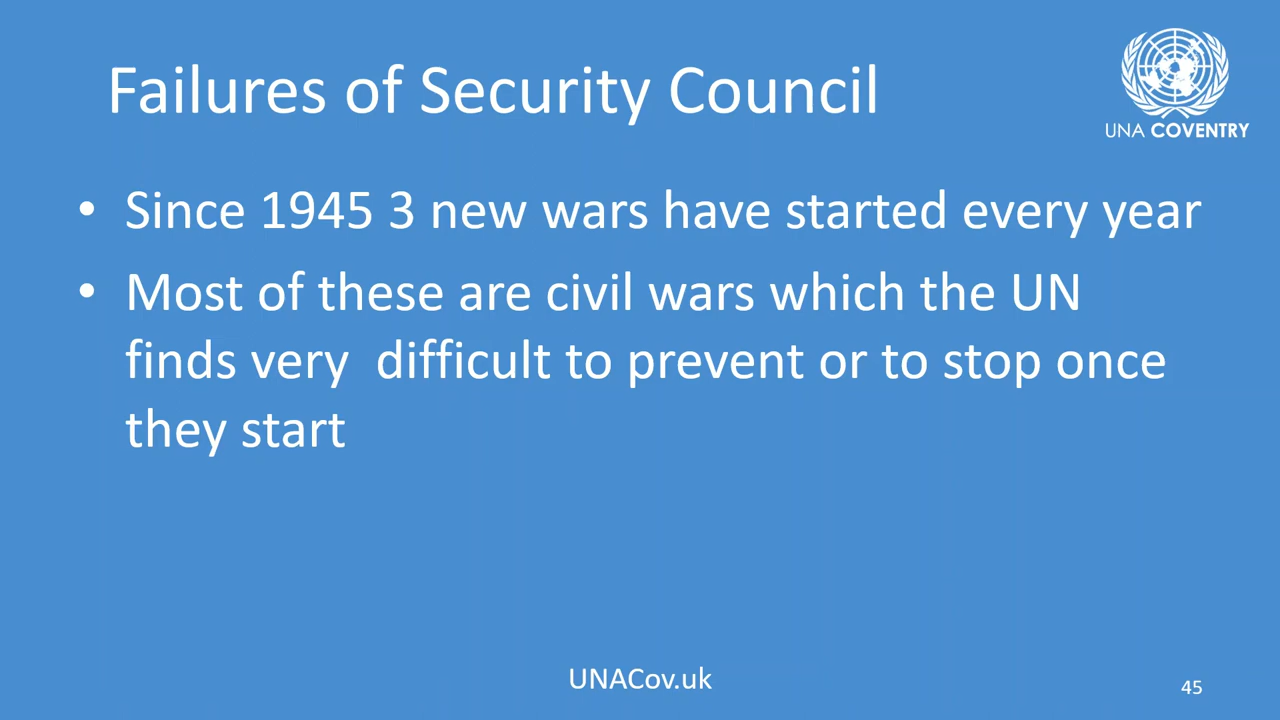 Failures of Security Council
UNA COVENTRY
• Since 1945 3 new wars have started every year
• Most of these are civil wars which the UN
finds very  difficult to prevent or to stop once
they start
UNACov.uk
45